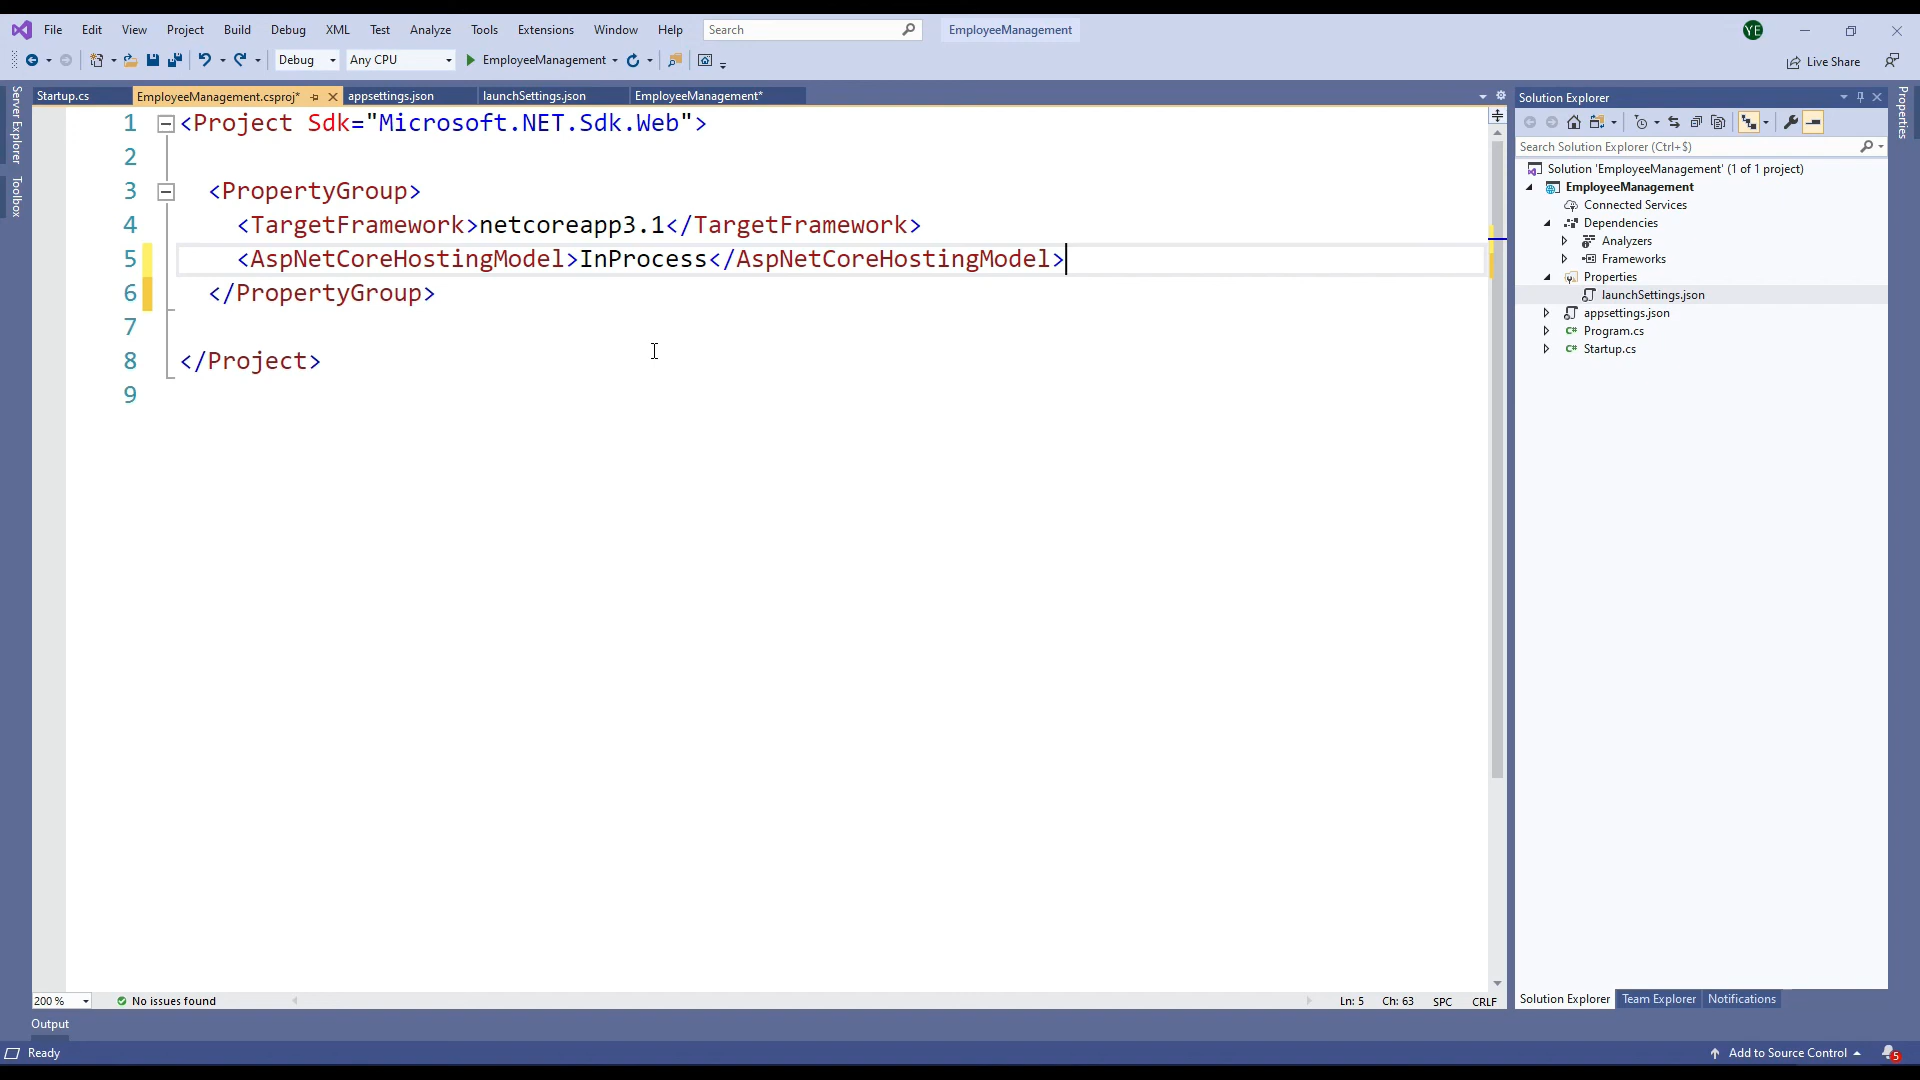 File Edit View Project Build Debug XML Test Analyze Tools Extensions Window Help Search EmployeeManagement YE
Debug Any CPU EmployeeManagement Live Share
Startup.cs EmployeeManagement.csproj* appsettings.json launchSettings.json EmployeeManagement*
Server Explorer
Toolbox
1 <Project Sdk="Microsoft.NET.Sdk.Web">
2
3 <PropertyGroup>
4 <TargetFramework>netcoreapp3.1</TargetFramework>
5 <AspNetCoreHostingModel>InProcess</AspNetCoreHostingModel>
6 </PropertyGroup>
7
8 </Project>
9
200 % No issues found Ln: 5 Ch: 63 SPC CRLF
Solution Explorer
Search Solution Explorer (Ctrl+$)
Solution 'EmployeeManagement' (1 of 1 project)
EmployeeManagement
Connected Services
Dependencies
Analyzers
Frameworks
Properties
launchSettings.json
appsettings.json
C# Program.cs
C# Startup.cs
Solution Explorer Team Explorer Notifications
Properties
Output
Ready Add to Source Control 5